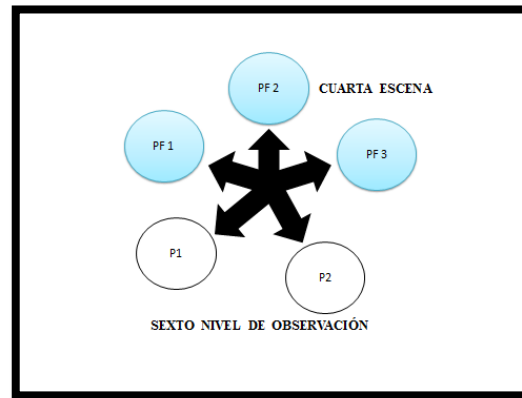 PF 2
CUARTA ESCENA
PF 1
PF 3
P1
P2
SEXTO NIVEL DE OBSERVACIÓN